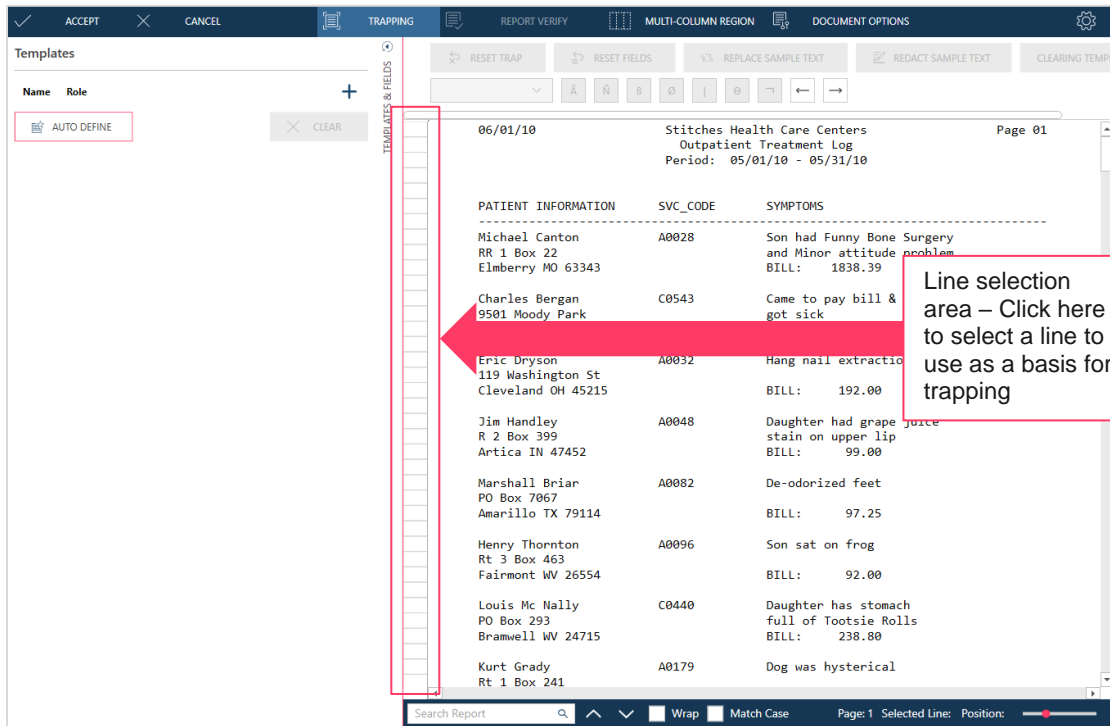 ACCEPT CANCEL TRAPPING REPORT VERIFY MULTI-COLUMN REGION DOCUMENT OPTIONS
Templates
Name Role
AUTO DEFINE CLEAR
TEMPLATES & FIELDS
RESET TRAP RESET FIELDS REPLACE SAMPLE TEXT REDACT SAMPLE TEXT
Ã Ñ ß Ø | Θ ¬ ← →
06/01/10 Stitches Health Care Centers Page 01
Outpatient Treatment Log
Period: 05/01/10 - 05/31/10
PATIENT INFORMATION SVC_CODE SYMPTOMS
Michael Canton A0028 Son had Funny Bone Surgery
RR 1 Box 22 and Minor attitude problem
Elmberry MO 63343 BILL: 1838.39
Charles Bergan C0543 Came to pay bill &
9501 Moody Park got sick
Eric Dryson A0032 Hang nail extractio
119 Washington St
Cleveland OH 45215 BILL: 192.00
Jim Handley A0048 Daughter had grape juice
R 2 Box 399 stain on upper lip
Artica IN 47452 BILL: 99.00
Marshall Briar A0082 De-odorized feet
PO Box 7067
Amarillo TX 79114 BILL: 97.25
Henry Thornton A0096 Son sat on frog
Rt 3 Box 463
Fairmont WV 26554 BILL: 92.00
Louis Mc Nally C0440 Daughter has stomach
PO Box 293 full of Tootsie Rolls
Bramwell WV 24715 BILL: 238.80
Kurt Grady A0179 Dog was hysterical
Rt 1 Box 241
Line selection
area – Click here
to select a line to
use as a basis for
trapping
Search Report Wrap Match Case Page: 1 Selected Line: Position: